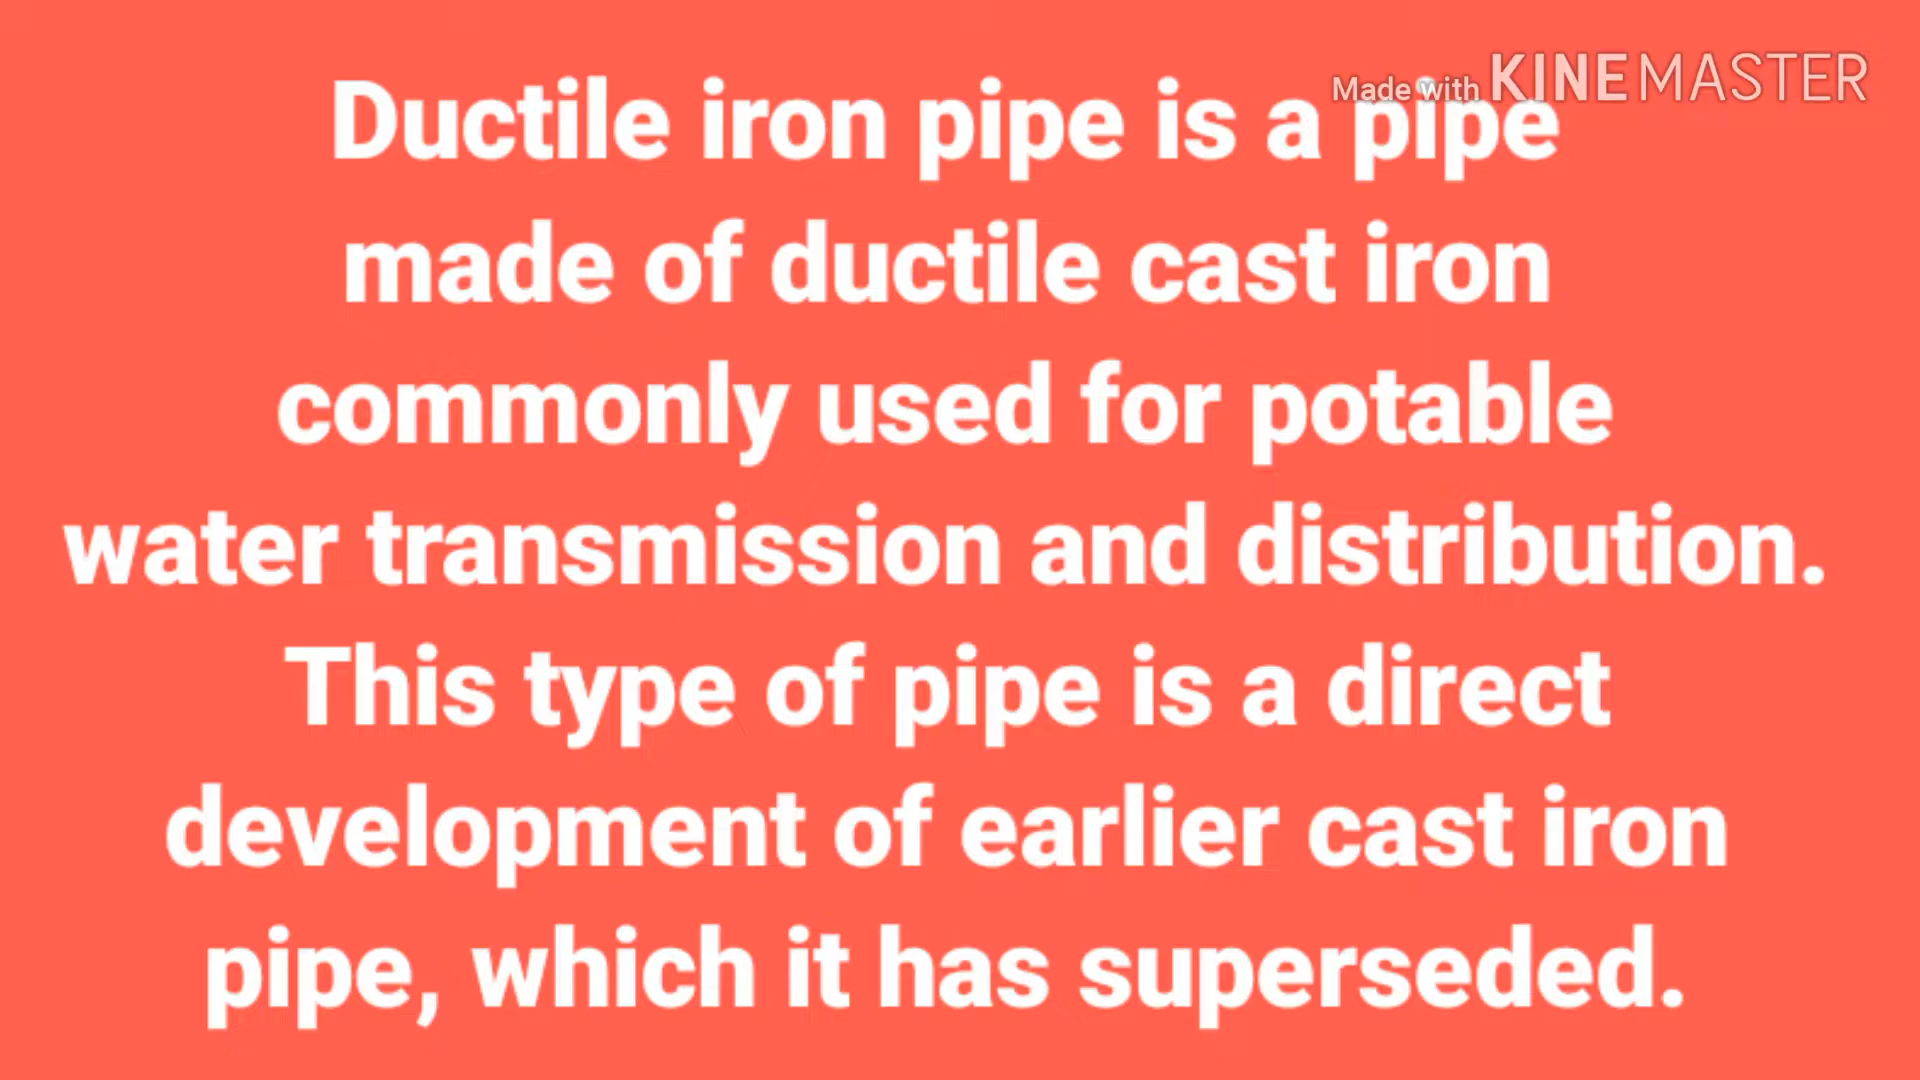 Made with KINEMASTER
Ductile iron pipe is a pipe
made of ductile cast iron
commonly used for potable
water transmission and distribution.
This type of pipe is a direct
development of earlier cast iron
pipe, which it has superseded.